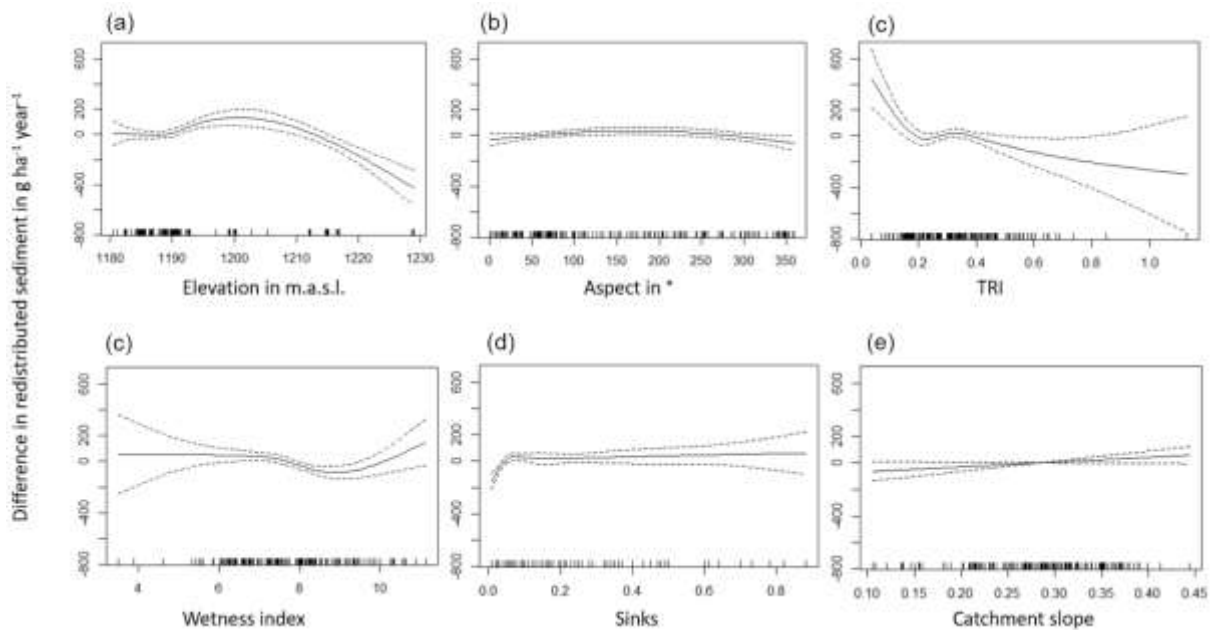 (a) (b) (c)
Difference in redistributed sediment in g ha⁻¹ year⁻¹
600
200
0
-400
-800
1180 1190 1200 1210 1220 1230
Elevation in m.a.s.l.
600
200
0
-400
-800
0 50 100 150 200 250 300 350
Aspect in °
600
200
0
-400
-800
0.0 0.2 0.4 0.6 0.8 1.0
TRI
(c) (d) (e)
600
200
0
-400
-800
4 6 8 10
Wetness index
600
200
0
-400
-800
0.0 0.2 0.4 0.6 0.8
Sinks
600
200
0
-400
-800
0.10 0.15 0.20 0.25 0.30 0.35 0.40 0.45
Catchment slope